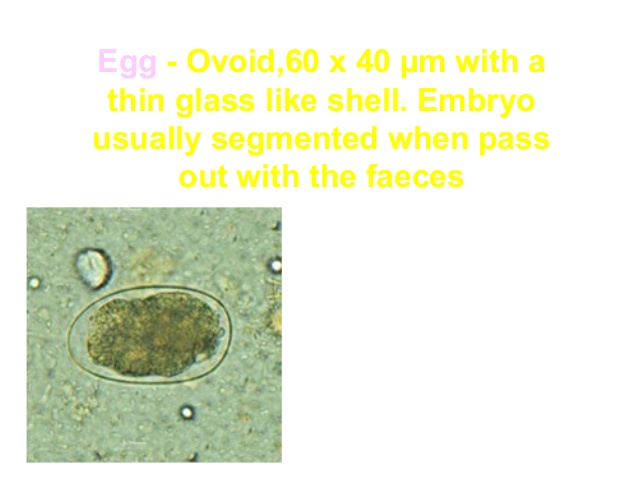 Egg - Ovoid,60 x 40 µm with a
thin glass like shell. Embryo
usually segmented when pass
out with the faeces